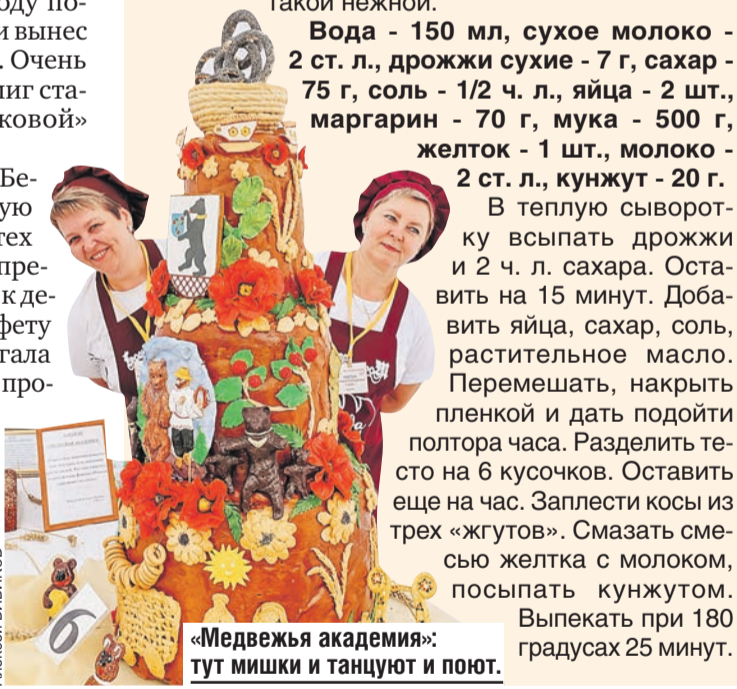 оду по-
и вынес
. Очень
лиг ста-
ковой»
Бе-
ую
тех
пре-
к де-
фету
гала
про-
такой нежной.
Вода - 150 мл, сухое молоко -
2 ст. л., дрожжи сухие - 7 г, сахар -
75 г, соль - 1/2 ч. л., яйца - 2 шт.,
маргарин - 70 г, мука - 500 г,
желток - 1 шт., молоко -
2 ст. л., кунжут - 20 г.
В теплую сыворот-
ку всыпать дрожжи
и 2 ч. л. сахара. Оста-
вить на 15 минут. Доба-
вить яйца, сахар, соль,
растительное масло.
Перемешать, накрыть
пленкой и дать подойти
полтора часа. Разделить те-
сто на 6 кусочков. Оставить
еще на час. Заплести косы из
трех «жгутов». Смазать сме-
сью желтка с молоком,
посыпать кунжутом.
Выпекать при 180
градусах 25 минут.
6
«Медвежья академия»:
тут мишки и танцуют и поют.